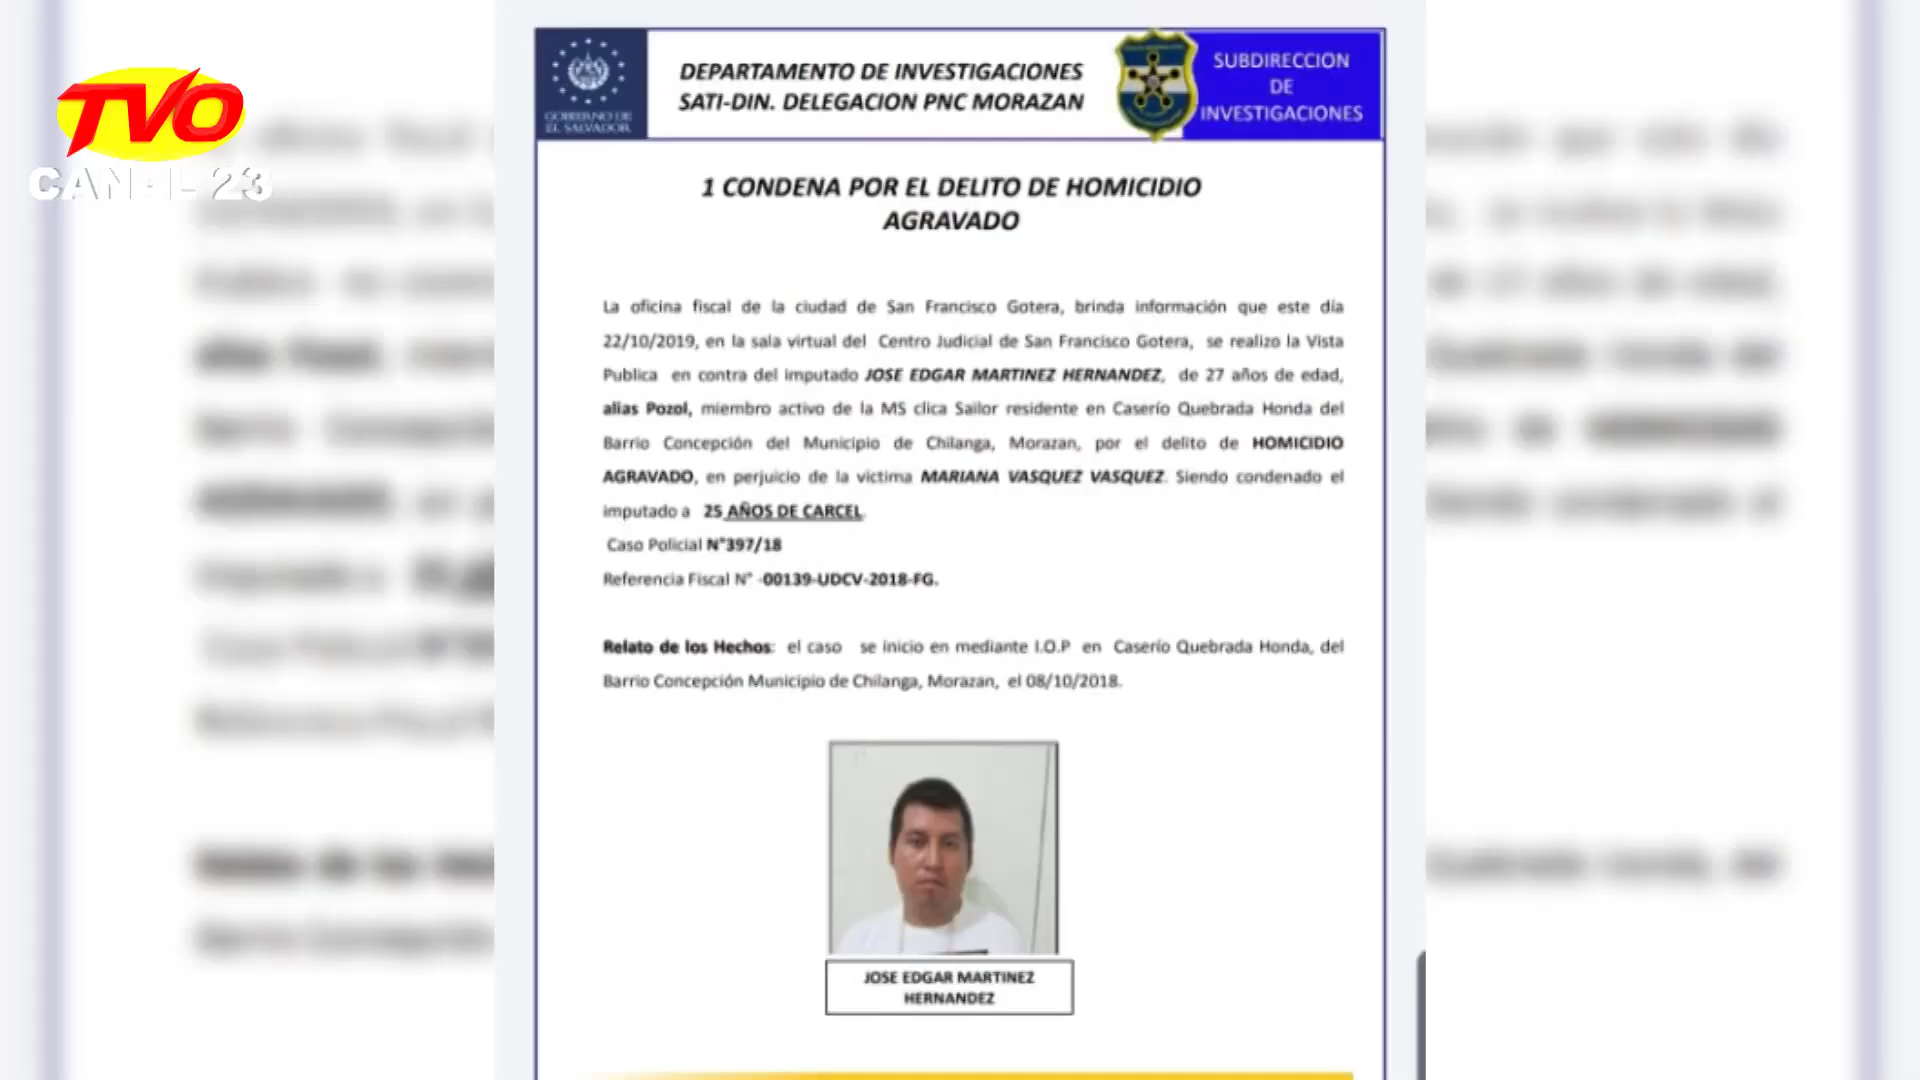 TVO
CANAL 23
GOBIERNO DE
EL SALVADOR
DEPARTAMENTO DE INVESTIGACIONES
SATI-DIN. DELEGACION PNC MORAZAN
SUBDIRECCION
DE
INVESTIGACIONES
1 CONDENA POR EL DELITO DE HOMICIDIO
AGRAVADO
La oficina fiscal de la ciudad de San Francisco Gotera, brinda información que este día
22/10/2019, en la sala virtual del Centro Judicial de San Francisco Gotera, se realizo la Vista
Publica en contra del imputado JOSE EDGAR MARTINEZ HERNANDEZ, de 27 años de edad,
alias Pozol, miembro activo de la MS clica Sailor residente en Caserío Quebrada Honda del
Barrio Concepción del Municipio de Chilanga, Morazan, por el delito de HOMICIDIO
AGRAVADO, en perjuicio de la víctima MARIANA VASQUEZ VASQUEZ. Siendo condenado el
imputado a 25 AÑOS DE CARCEL.
Caso Policial N°397/18
Referencia Fiscal N° -00139-UDCV-2018-FG.
Relato de los Hechos: el caso se inicio en mediante I.O.P en Caserío Quebrada Honda, del
Barrio Concepción Municipio de Chilanga, Morazan, el 08/10/2018.
JOSE EDGAR MARTINEZ
HERNANDEZ